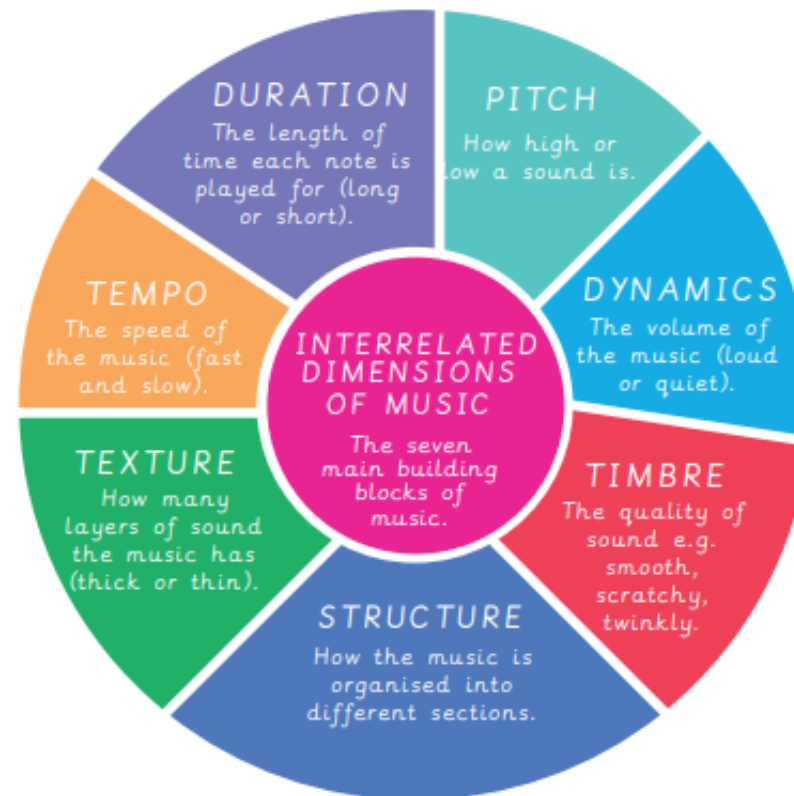 DURATION
The length of
time each note is
played for (long
or short).
PITCH
How high or
low a sound is.
DYNAMICS
The volume of
the music (loud
or quiet).
TEMPO
The speed of
the music (fast
and slow).
INTERRELATED
DIMENSIONS
OF MUSIC
The seven
main building
blocks of
music.
TIMBRE
The quality of
sound e.g.
smooth,
scratchy,
twinkly.
TEXTURE
How many
layers of sound
the music has
(thick or thin).
STRUCTURE
How the music is
organised into
different sections.